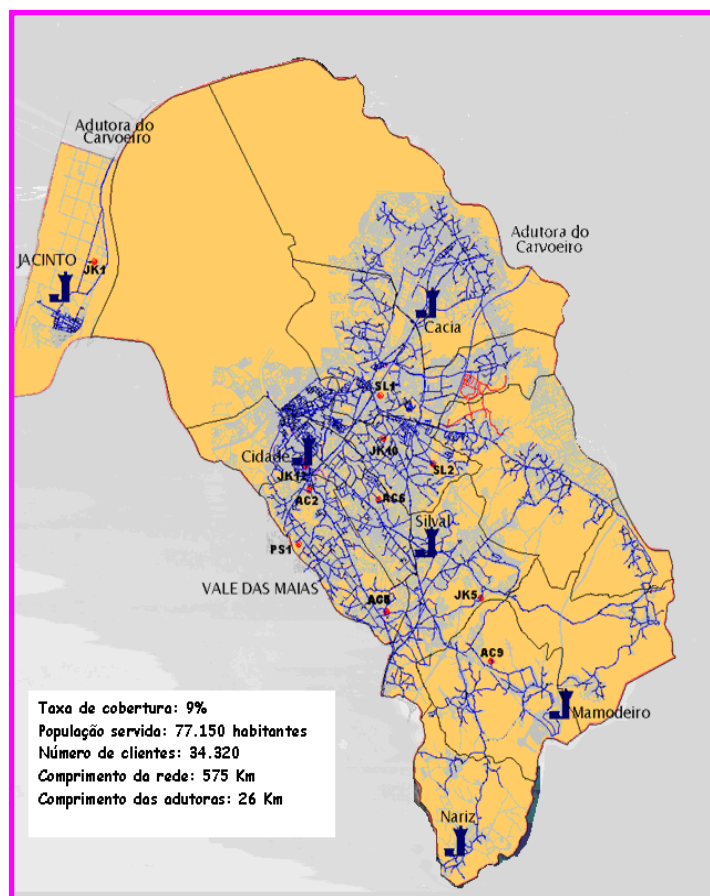 Adutora do
Carvoeiro
JACINTO
JK1
Adutora do
Carvoeiro
Cacia
SL1
JK10
Cidade
SL2
JK12
AC2
AC6
Silval
PS1
VALE DAS MAIAS
AC8
JK5
AC9
Mamodeiro
Nariz
Taxa de cobertura: 9%
População servida: 77.150 habitantes
Número de clientes: 34.320
Comprimento da rede: 575 Km
Comprimento das adutoras: 26 Km